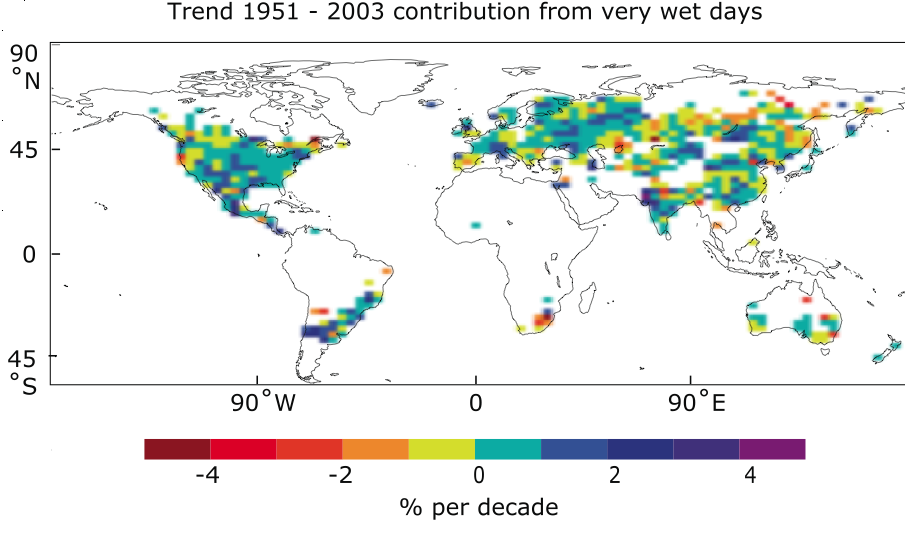 Trend 1951 - 2003 contribution from very wet days
90
°N
45
0
45
°S
90°W 0 90°E
-4 -2 0 2 4
% per decade